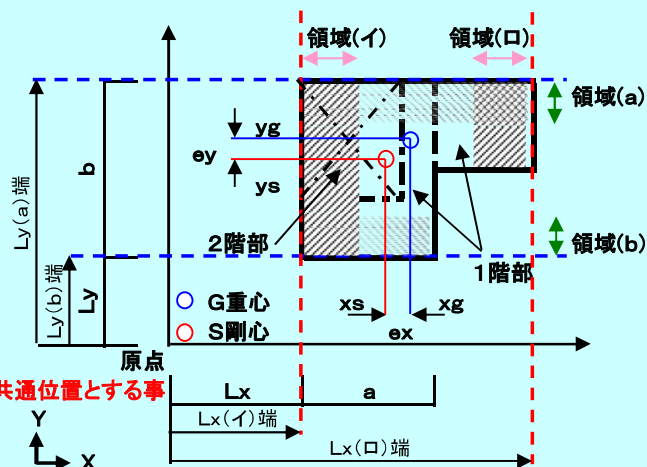 領域(イ)
領域(ロ)
領域(a)
領域(b)
Ly(a)端
Ly(b)端
b
Ly
yg
ey
ys
2階部
1階部
G重心
S剛心
xs
xg
ex
原点
共通位置とする事
Lx
a
Lx(イ)端
Lx(ロ)端
Y
X